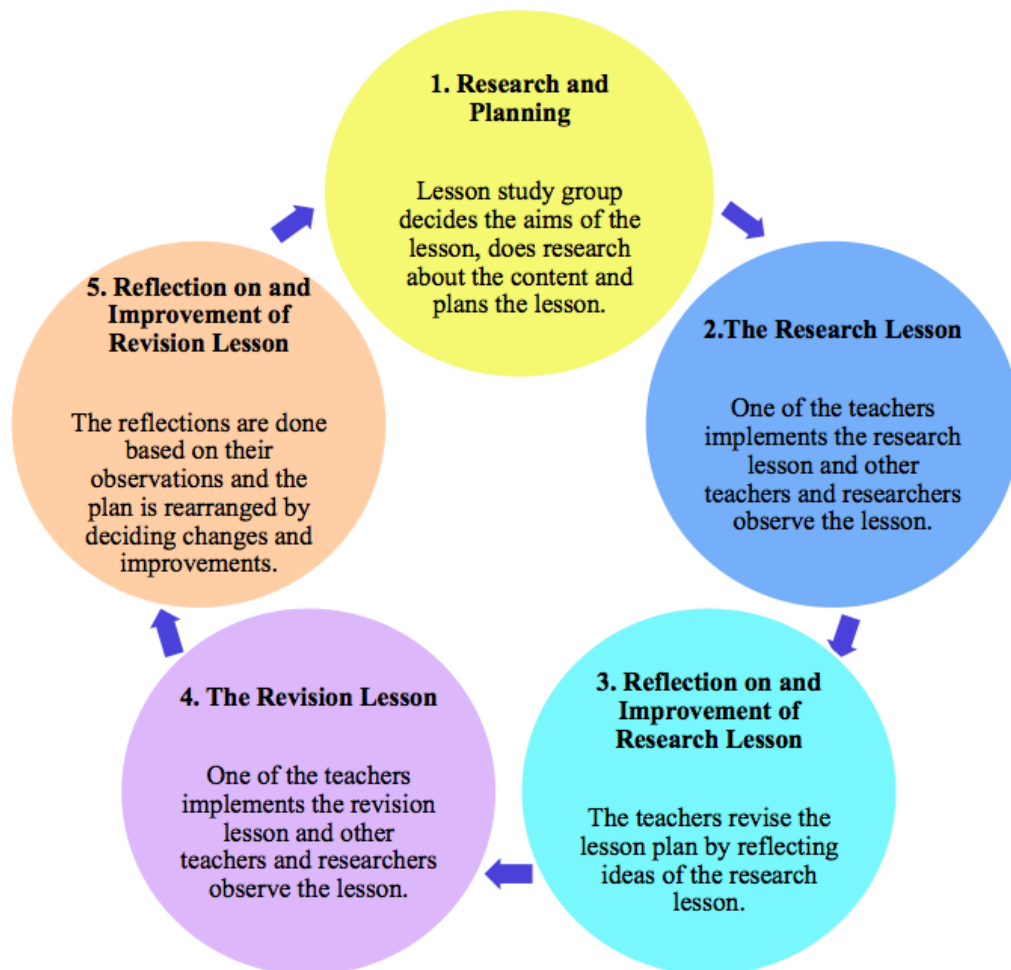 1. Research and
Planning
Lesson study group
decides the aims of the
lesson, does research
about the content and
plans the lesson.
2.The Research Lesson
One of the teachers
implements the research
lesson and other
teachers and researchers
observe the lesson.
3. Reflection on and
Improvement of
Research Lesson
The teachers revise the
lesson plan by reflecting
ideas of the research
lesson.
4. The Revision Lesson
One of the teachers
implements the revision
lesson and other
teachers and researchers
observe the lesson.
5. Reflection on and
Improvement of
Revision Lesson
The reflections are done
based on their
observations and the
plan is rearranged by
deciding changes and
improvements.